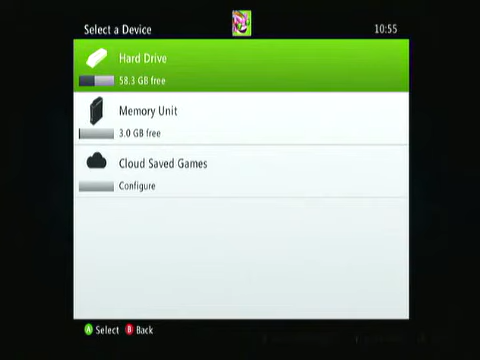 Select a Device
10:55
Hard Drive
58.3 GB free
Memory Unit
3.0 GB free
Cloud Saved Games
Configure
A Select B Back